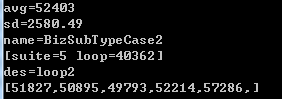 avg=52403
sd=2580.49
name=BizSubTypeCase2
[suite=5 loop=40362]
des=loop2
[51827,50895,49793,52214,57286,]